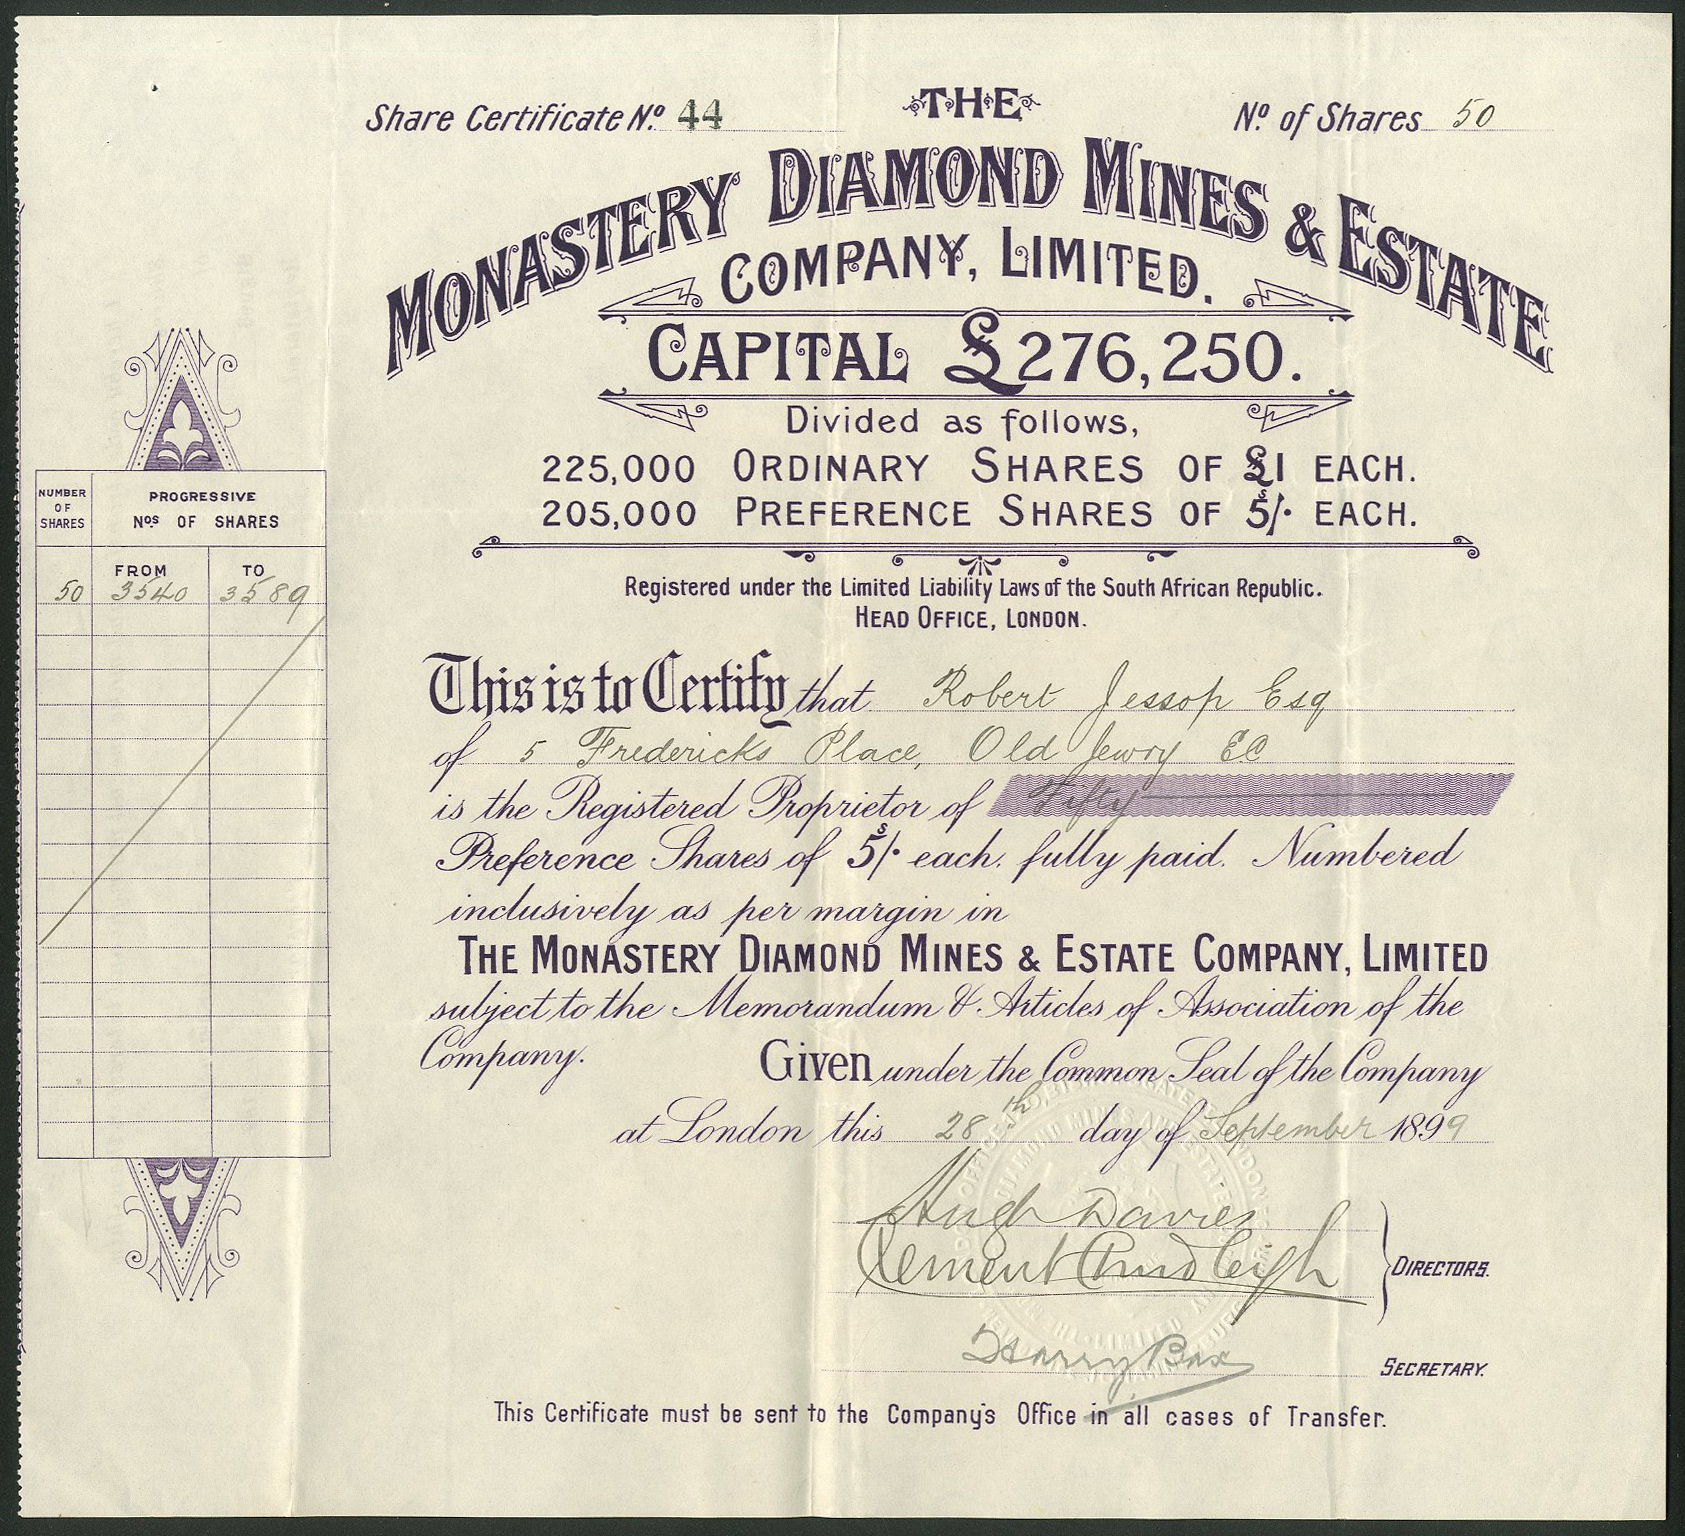 Share Certificate No. 44
THE
No. of Shares 50
MONASTERY DIAMOND MINES & ESTATE
COMPANY, LIMITED.
CAPITAL £276,250.
Divided as follows,
225,000 ORDINARY SHARES OF £1 EACH.
205,000 PREFERENCE SHARES OF 5s/- EACH.
Registered under the Limited Liability Laws of the South African Republic.
HEAD OFFICE, LONDON.
NUMBER OF SHARES
PROGRESSIVE Nos OF SHARES
FROM TO
50 3540 3589
This is to Certify that Robert Jessop Esq
of 5 Fredericks Place, Old Jewry EC
is the Registered Proprietor of Fifty
Preference Shares of 5s/- each. fully paid. Numbered
inclusively as per margin in
THE MONASTERY DIAMOND MINES & ESTATE COMPANY, LIMITED
subject to the Memorandum & Articles of Association of the
Company. Given under the Common Seal of the Company
at London this 28th day of September 1899
Hugh Davies
Clement Chudleigh
DIRECTORS.
Harry Bax
SECRETARY.
This Certificate must be sent to the Company's Office in all cases of Transfer.